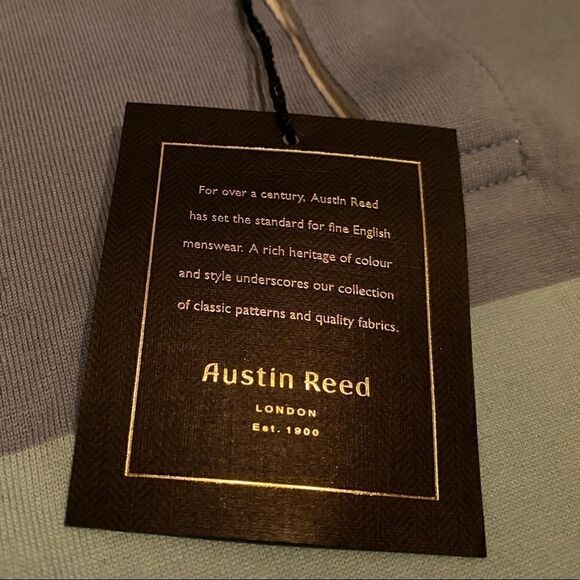 For over a century, Austin Reed
has set the standard for fine English
menswear. A rich heritage of colour
and style underscores our collection
of classic patterns and quality fabrics.
Austin Reed
LONDON
Est. 1900